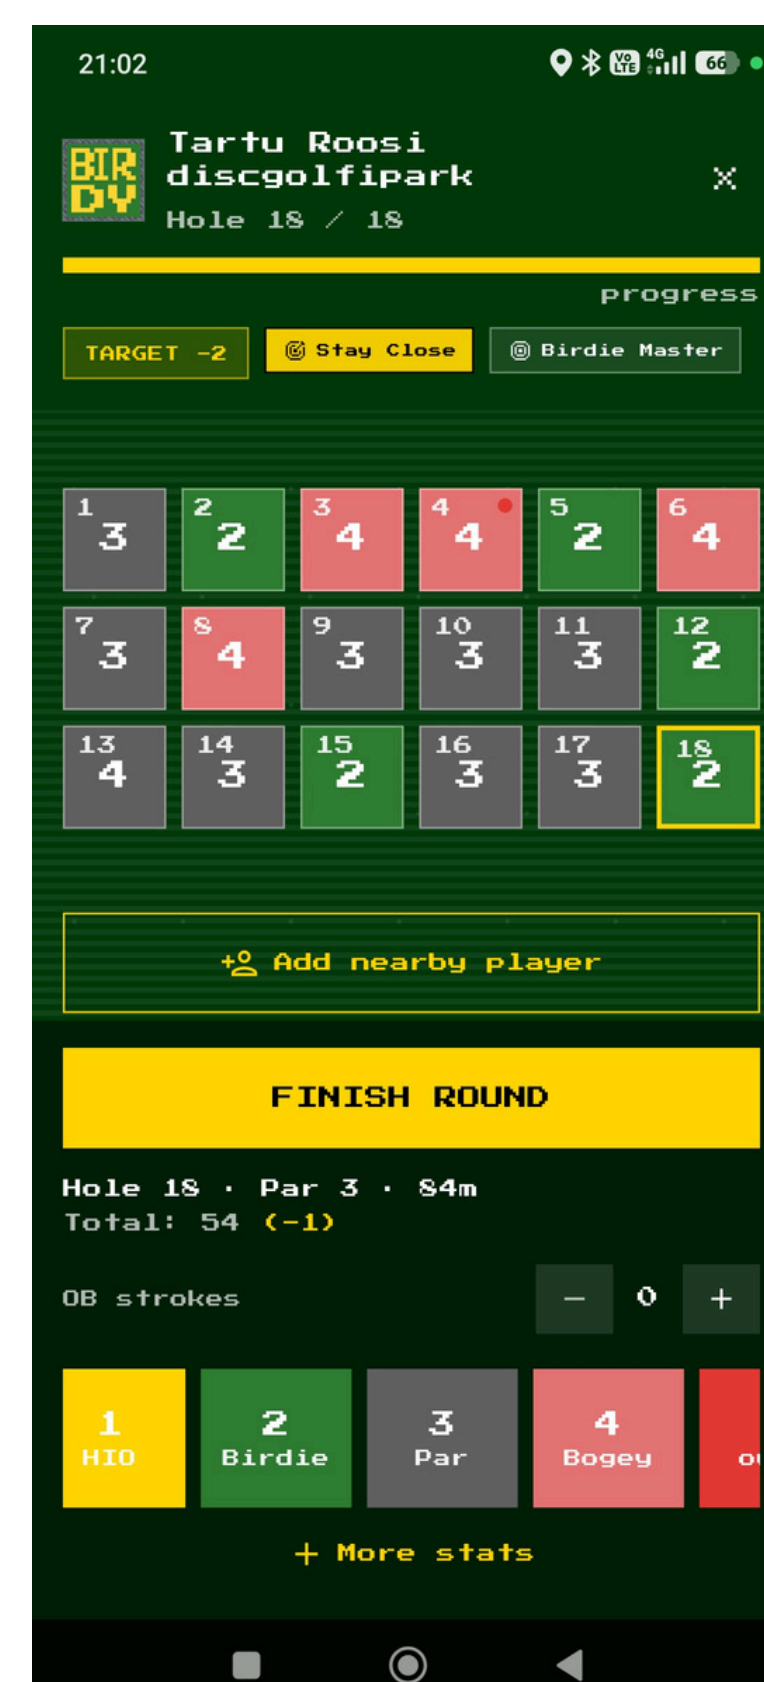 21:02
Vo LTE 4G 66
BIRDY
Tartu Roosi
discgolfipark
Hole 18 / 18
progress
TARGET -2
Stay Close
Birdie Master
1 2 3 4 5 6
3 2 4 4 2 4
7 8 9 10 11 12
3 4 3 3 3 2
13 14 15 16 17 18
4 3 2 3 3 2
Add nearby player
FINISH ROUND
Hole 18 · Par 3 · 84m
Total: 54 (-1)
OB strokes
− 0 +
1 2 3 4
HIO Birdie Par Bogey
+ More stats